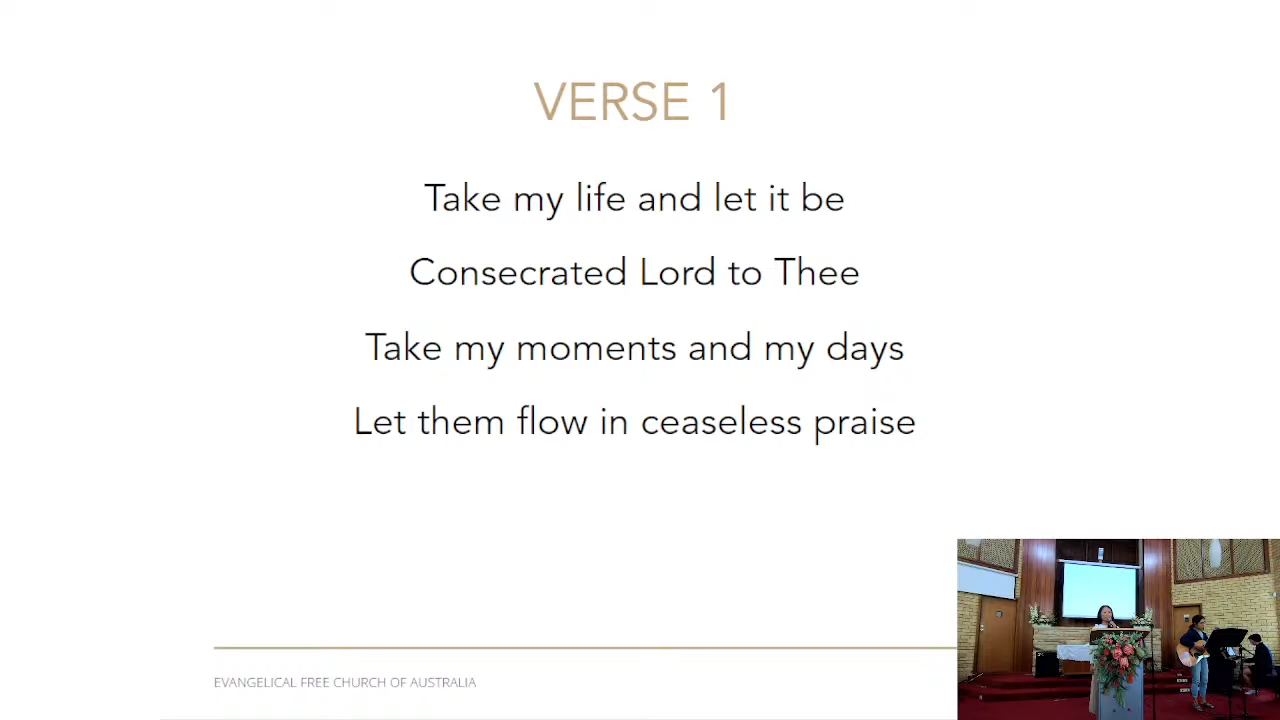 VERSE 1
Take my life and let it be
Consecrated Lord to Thee
Take my moments and my days
Let them flow in ceaseless praise
EVANGELICAL FREE CHURCH OF AUSTRALIA